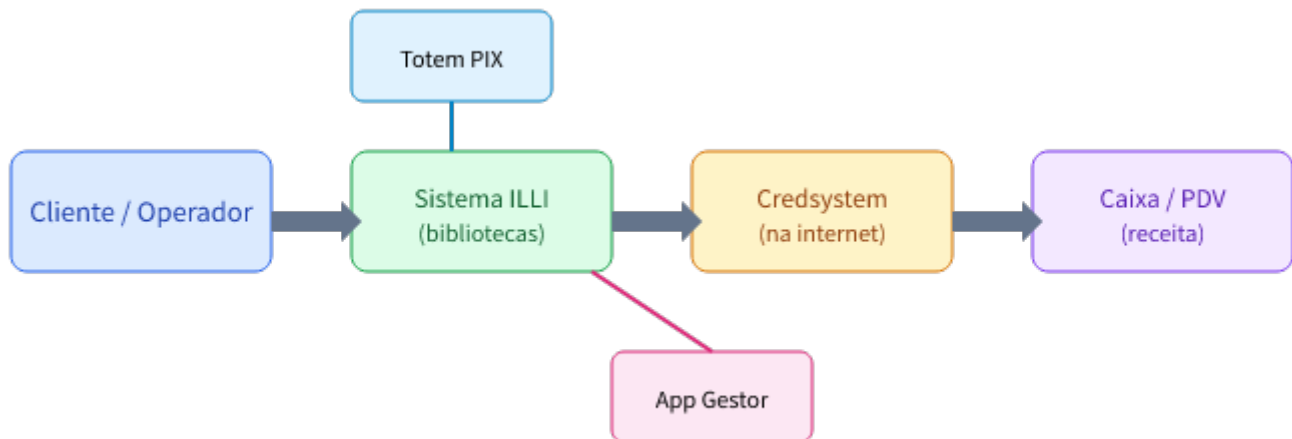 Totem PIX
Cliente / Operador
Sistema ILLI
(bibliotecas)
Credsystem
(na internet)
Caixa / PDV
(receita)
App Gestor